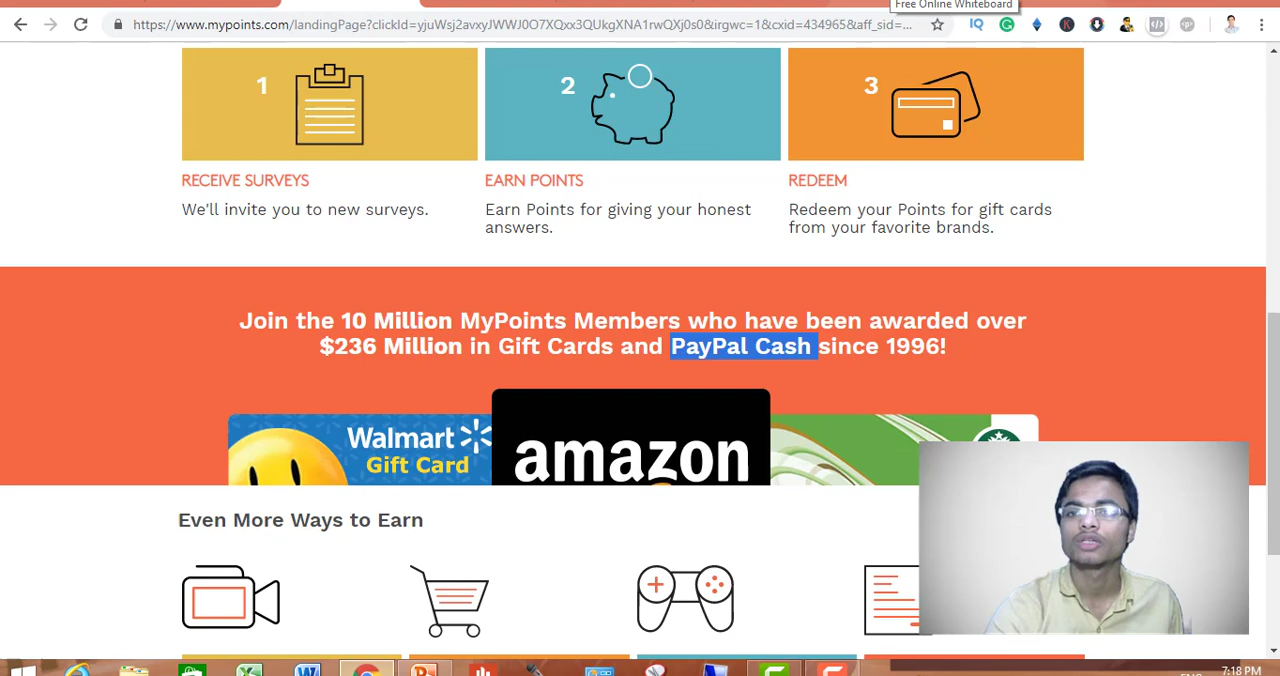 Free Online Whiteboard
https://www.mypoints.com/landingPage?clickId=yjuWsj2avxyJWWJ0O7XQxx3QUkgXNA1rwQXj0s0&irgwc=1&cxid=434965&aff_sid=...
1
2
3
RECEIVE SURVEYS
EARN POINTS
REDEEM
We'll invite you to new surveys.
Earn Points for giving your honest
answers.
Redeem your Points for gift cards
from your favorite brands.
Join the 10 Million MyPoints Members who have been awarded over
$236 Million in Gift Cards and PayPal Cash since 1996!
Walmart
Gift Card
amazon
Even More Ways to Earn
7:18 PM